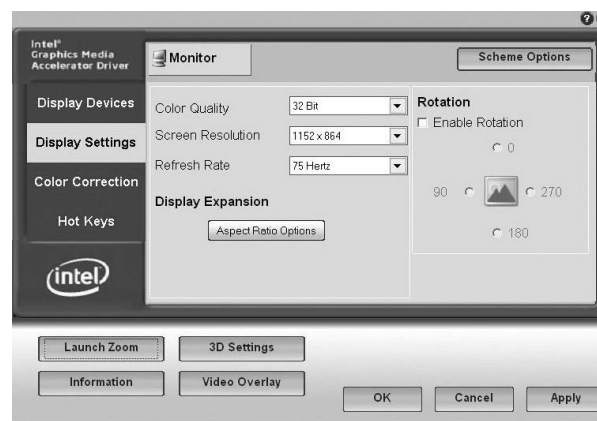 ?
Intel®
Graphics Media
Accelerator Driver
Monitor
Scheme Options
Display Devices
Display Settings
Color Correction
Hot Keys
intel
Color Quality
32 Bit
Screen Resolution
1152 x 864
Refresh Rate
75 Hertz
Display Expansion
Aspect Ratio Options
Rotation
Enable Rotation
0
90
270
180
Launch Zoom
3D Settings
Information
Video Overlay
OK
Cancel
Apply